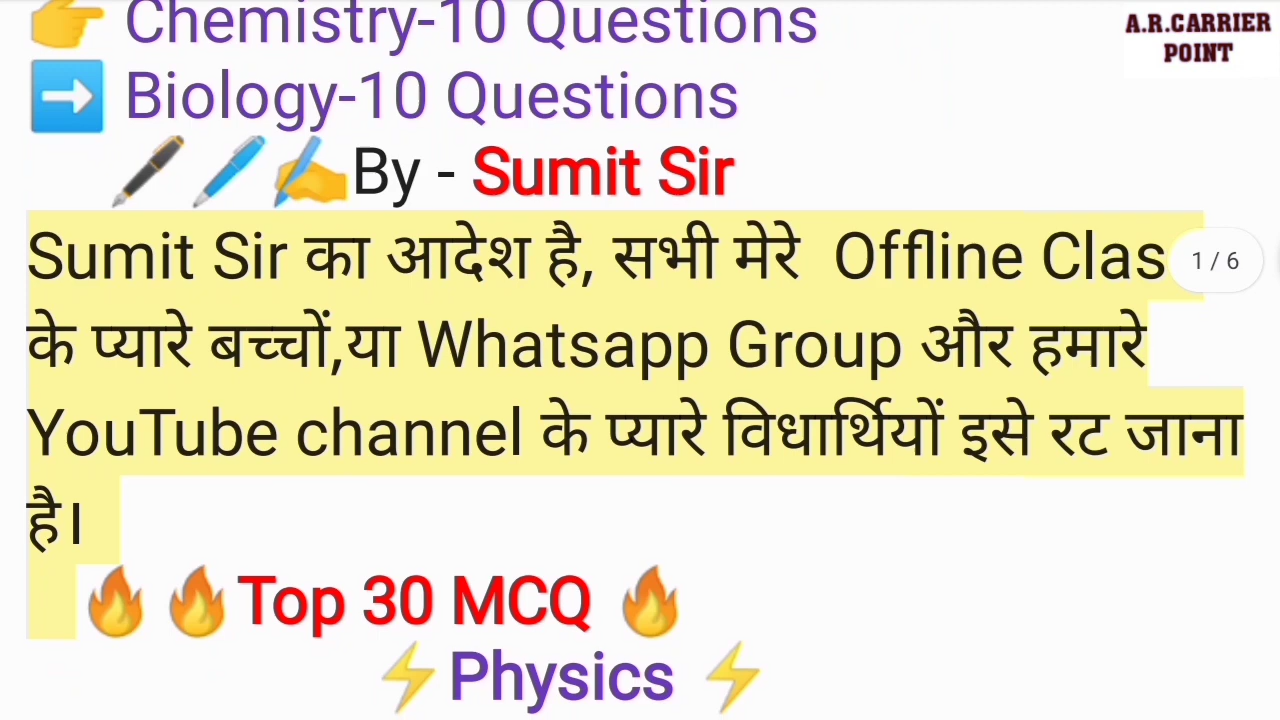 👉 Chemistry-10 Questions
A.R.CARRIER
POINT
➡️ Biology-10 Questions
🖋️🖊️✍️By - Sumit Sir
Sumit Sir का आदेश है, सभी मेरे Offline Clas
1 / 6
के प्यारे बच्चों,या Whatsapp Group और हमारे
YouTube channel के प्यारे विधार्थियों इसे रट जाना
है।
🔥🔥Top 30 MCQ 🔥
⚡Physics ⚡